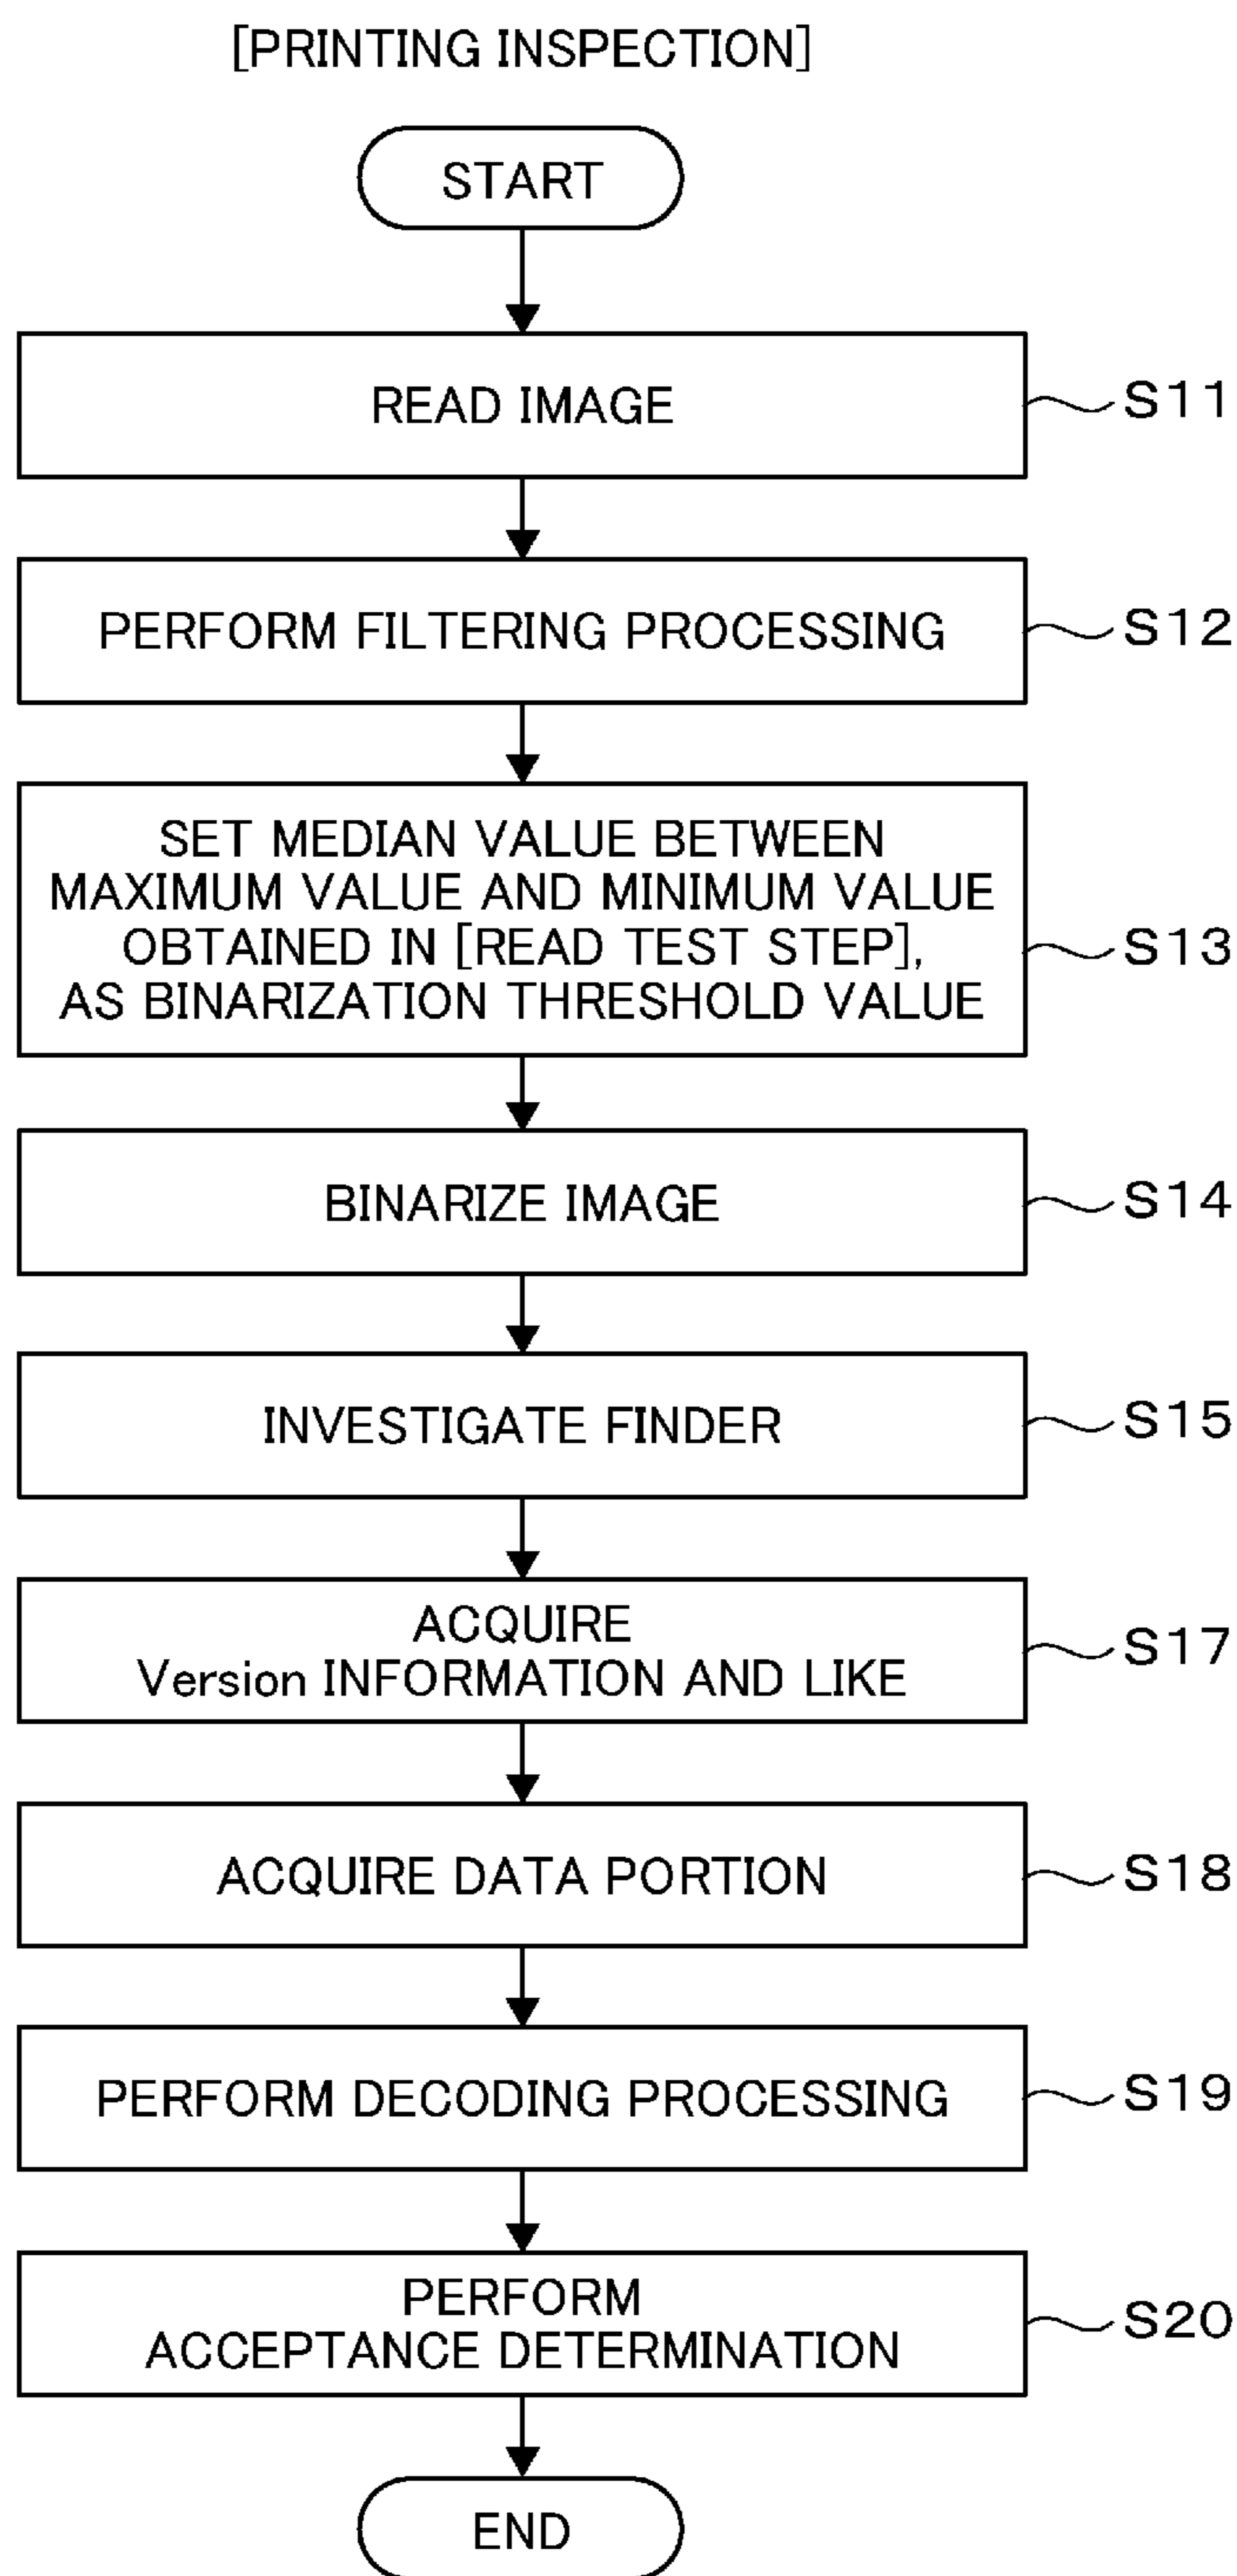 [PRINTING INSPECTION]
START
READ IMAGE
S11
PERFORM FILTERING PROCESSING
S12
SET MEDIAN VALUE BETWEEN
MAXIMUM VALUE AND MINIMUM VALUE
OBTAINED IN [READ TEST STEP],
AS BINARIZATION THRESHOLD VALUE
S13
BINARIZE IMAGE
S14
INVESTIGATE FINDER
S15
ACQUIRE
Version INFORMATION AND LIKE
S17
ACQUIRE DATA PORTION
S18
PERFORM DECODING PROCESSING
S19
PERFORM
ACCEPTANCE DETERMINATION
S20
END